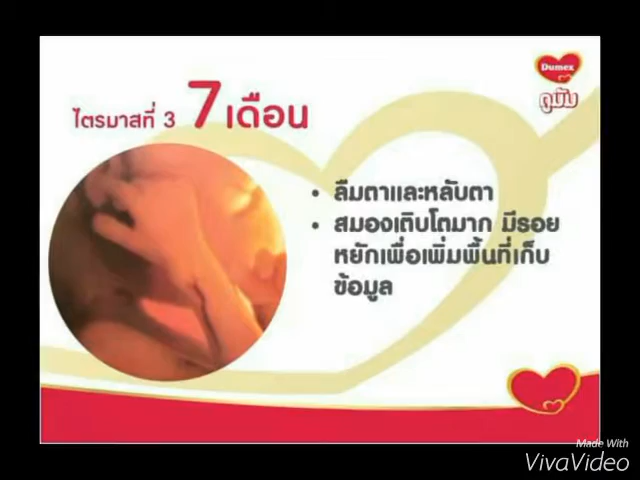 Dumex
ดูมัม
ไตรมาสที่ 3 7 เดือน
• ลืมตาและหลับตา
• สมองเติบโตมาก มีรอย
หยักเพื่อเพิ่มพื้นที่เก็บ
ข้อมูล
Made With
VivaVideo